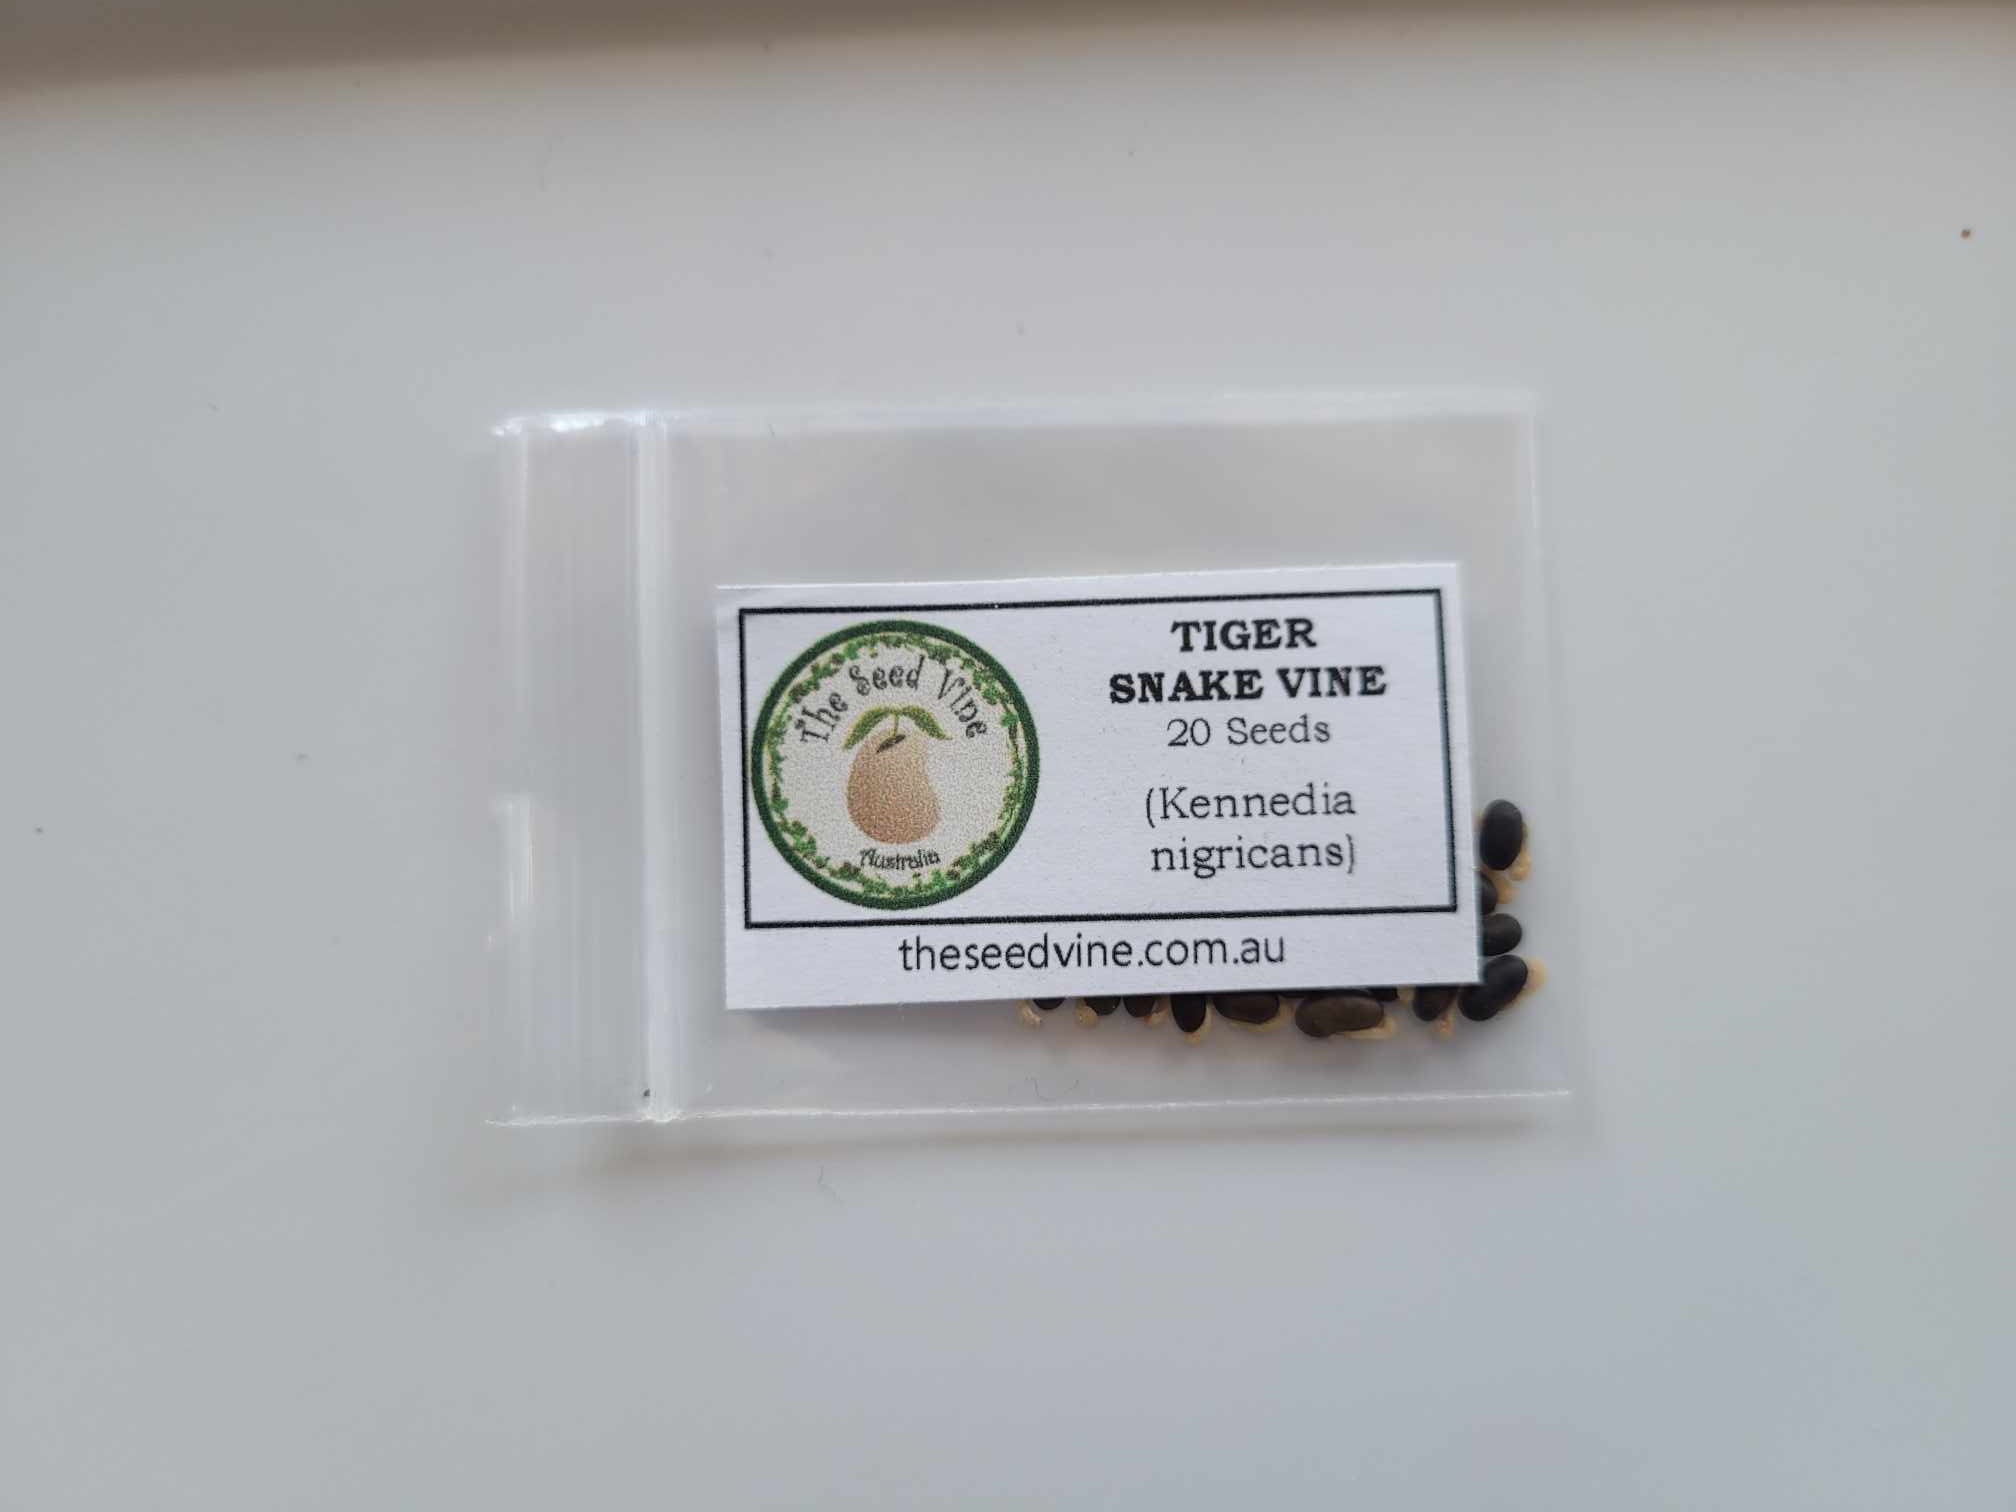 The Seed Vine
Australia
TIGER
SNAKE VINE
20 Seeds
(Kennedia
nigricans)
theseedvine.com.au